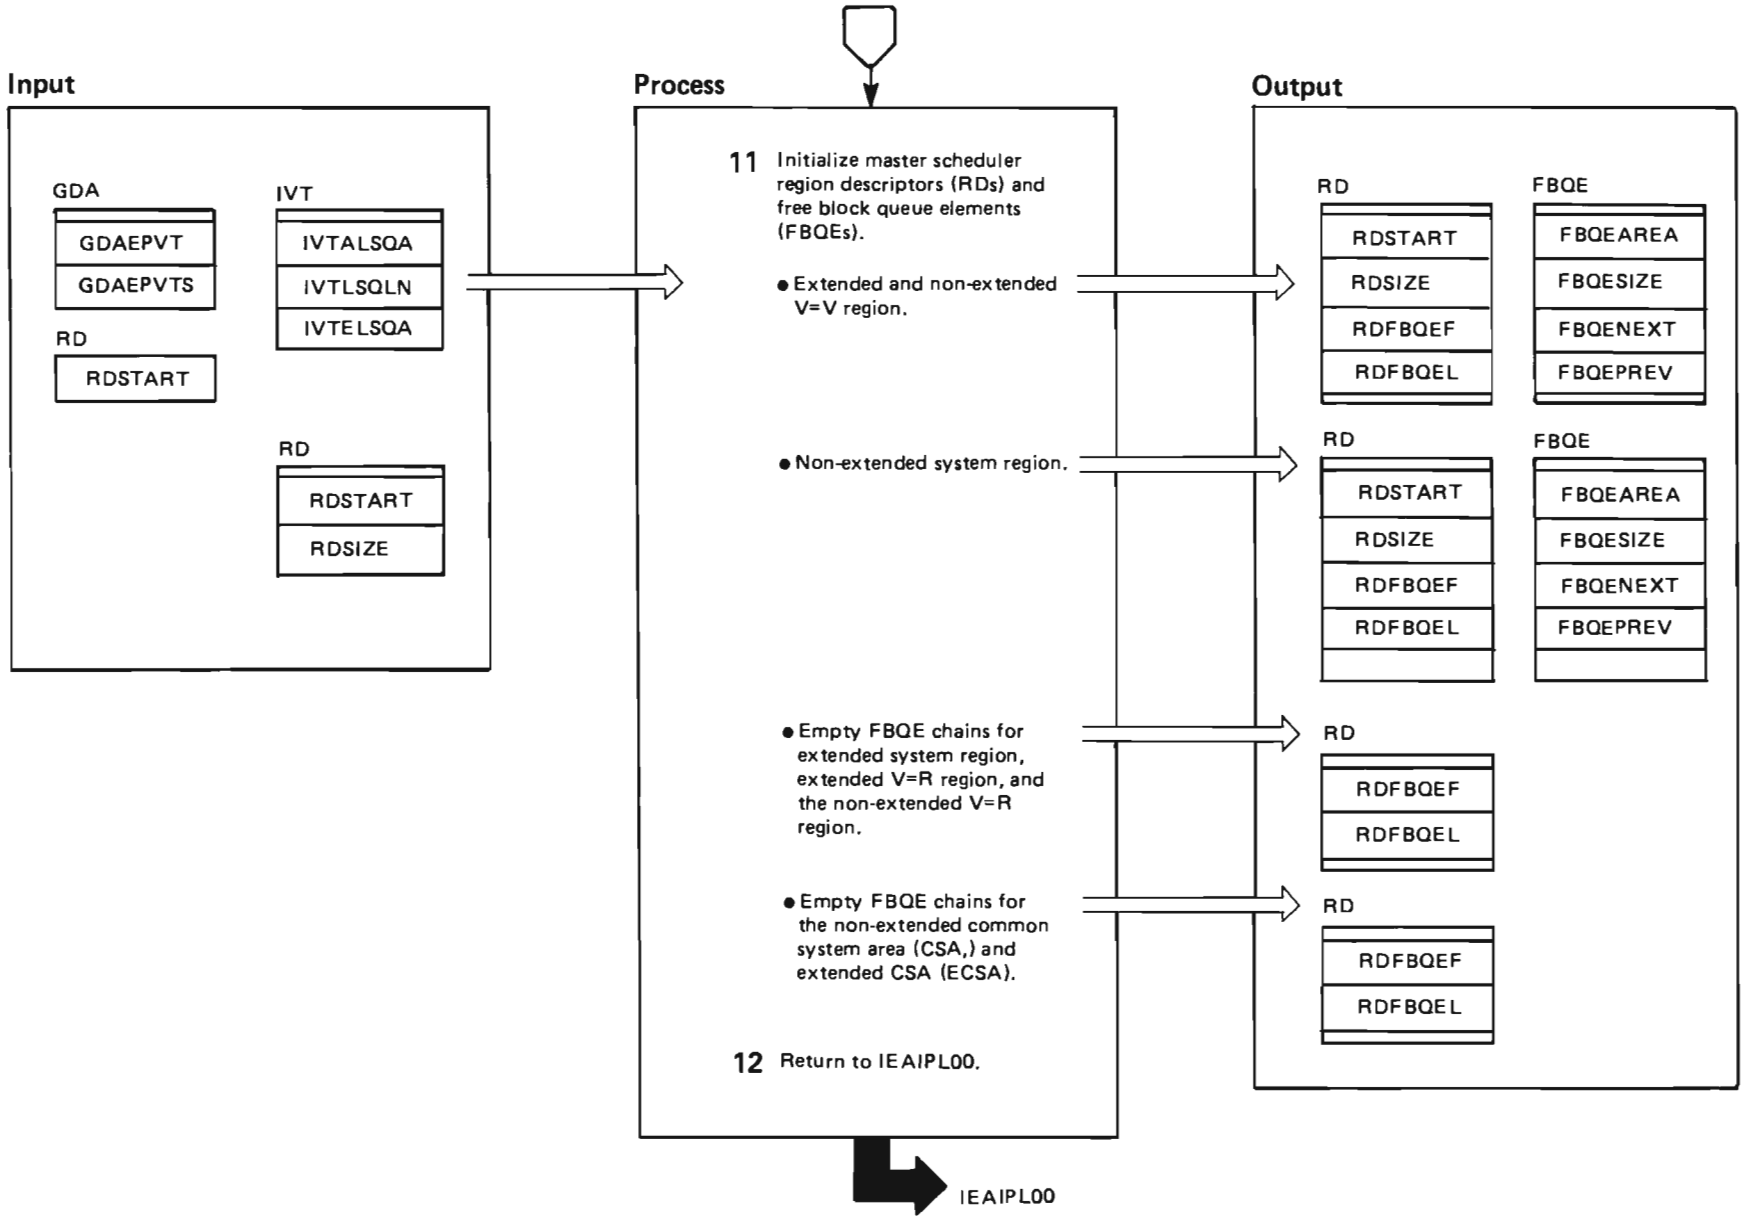 Input
GDA
GDAEPVT
GDAEPVTS
RD
RDSTART
IVT
IVTALSQA
IVTLSQLN
IVTELSQA
RD
RDSTART
RDSIZE
Process
11 Initialize master scheduler
region descriptors (RDs) and
free block queue elements
(FBQEs).
● Extended and non-extended
V=V region.
● Non-extended system region.
● Empty FBQE chains for
extended system region,
extended V=R region, and
the non-extended V=R
region.
● Empty FBQE chains for
the non-extended common
system area (CSA,) and
extended CSA (ECSA).
12 Return to IEAIPL00.
IEAIPL00
Output
RD
RDSTART
RDSIZE
RDFBQEF
RDFBQEL
FBQE
FBQEAREA
FBQESIZE
FBQENEXT
FBQEPREV
RD
RDSTART
RDSIZE
RDFBQEF
RDFBQEL
FBQE
FBQEAREA
FBQESIZE
FBQENEXT
FBQEPREV
RD
RDFBQEF
RDFBQEL
RD
RDFBQEF
RDFBQEL